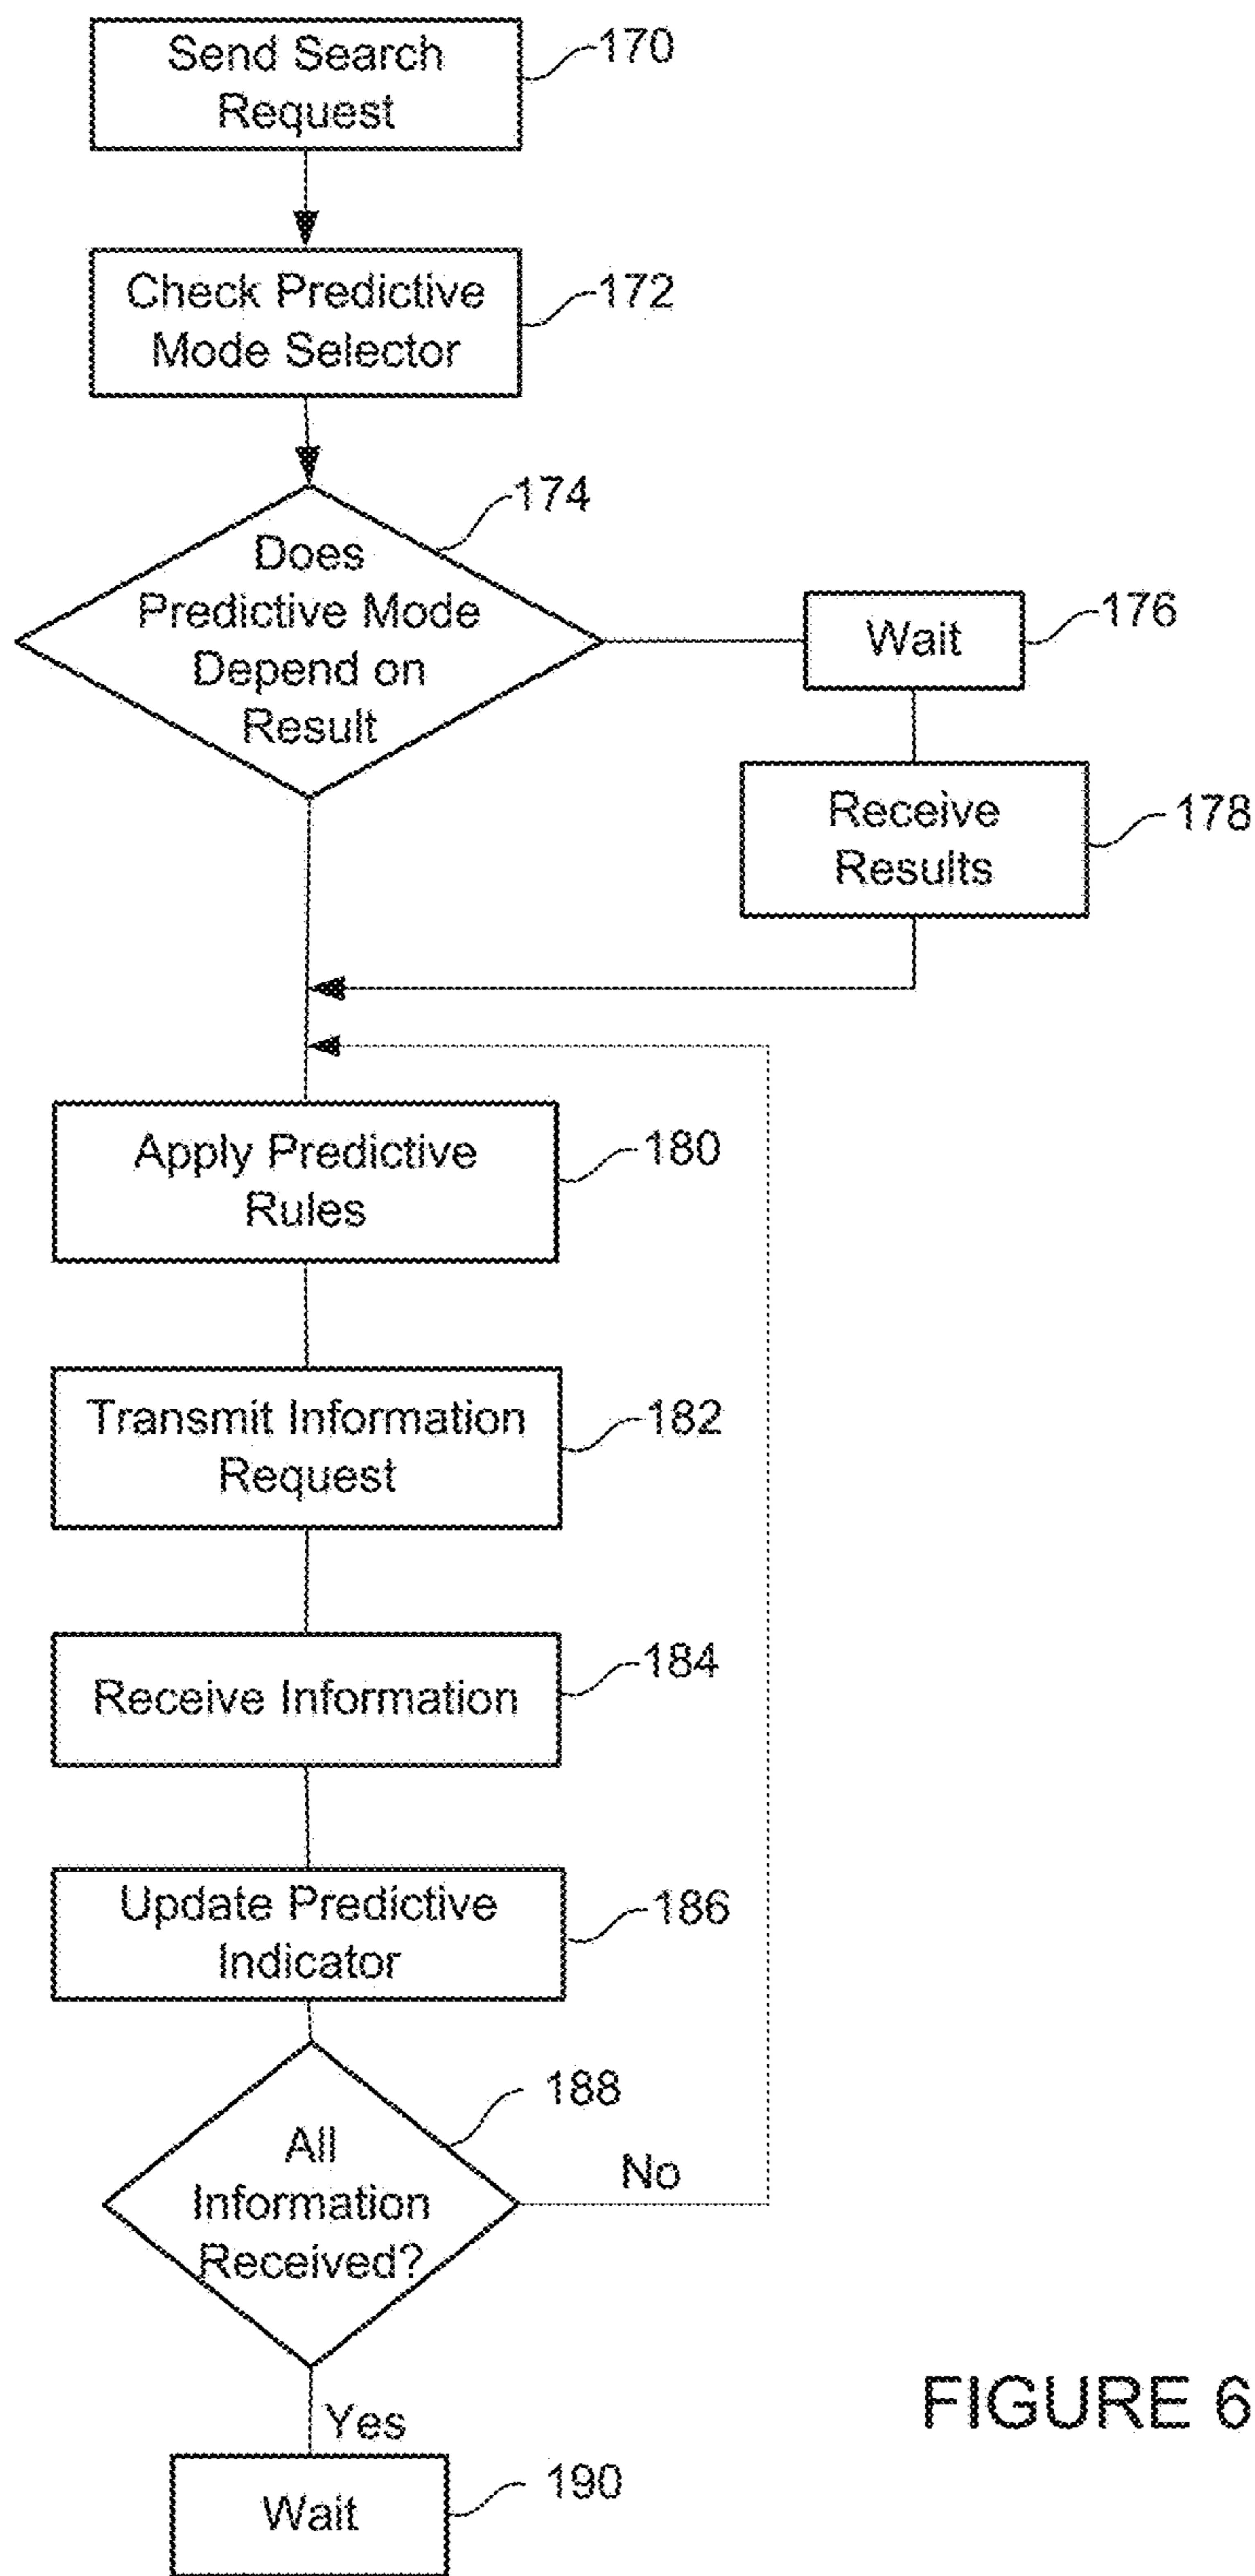 Send Search
Request
170
Check Predictive
Mode Selector
172
174
Does
Predictive Mode
Depend on
Result
Wait
176
Receive
Results
178
Apply Predictive
Rules
180
Transmit Information
Request
182
Receive Information
184
Update Predictive
Indicator
186
188
All
Information
Received?
No
Yes
Wait
190
FIGURE 6